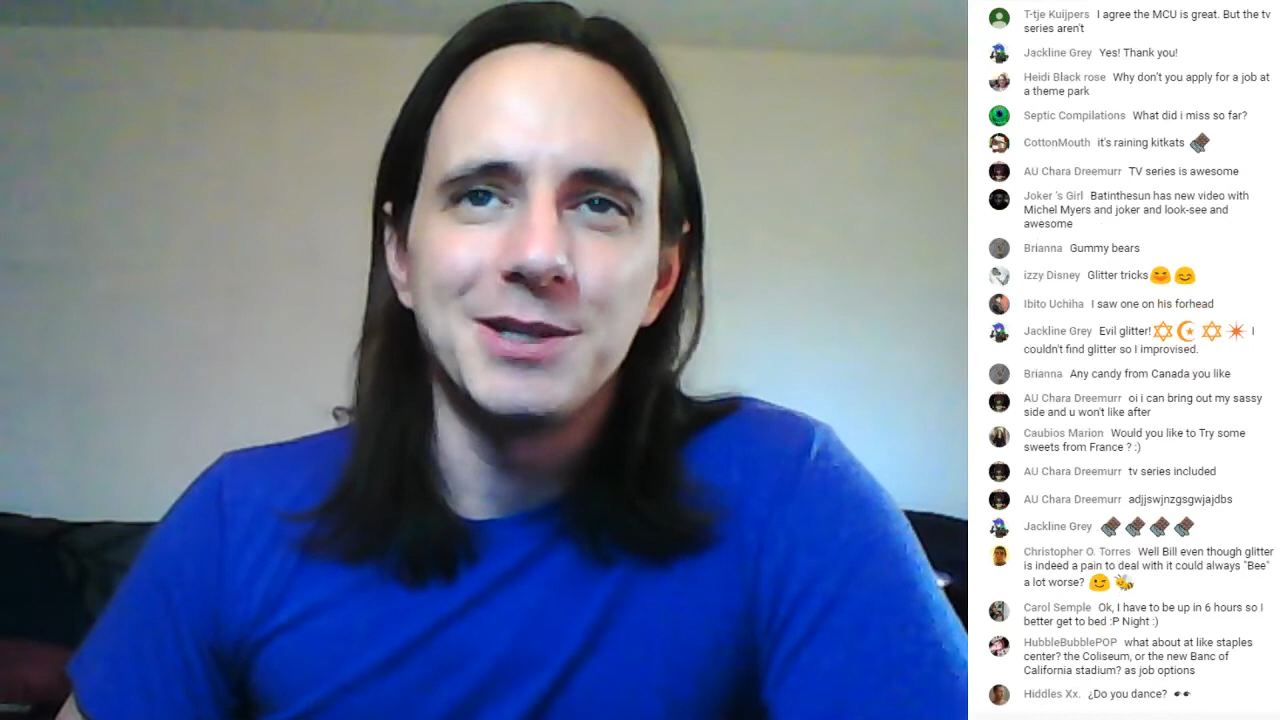 T-tje Kuijpers I agree the MCU is great. But the tv
series aren't
Jackline Grey Yes! Thank you!
Heidi Black rose Why don't you apply for a job at
a theme park
Septic Compilations What did i miss so far?
CottonMouth it's raining kitkats 🍫
AU Chara Dreemurr TV series is awesome
Joker 's Girl Batinthesun has new video with
Michel Myers and joker and look-see and
awesome
Brianna Gummy bears
izzy Disney Glitter tricks😆😊
Ibito Uchiha I saw one on his forhead
Jackline Grey Evil glitter!✡☪✡✴ I
couldn't find glitter so I improvised.
Brianna Any candy from Canada you like
AU Chara Dreemurr oi i can bring out my sassy
side and u won't like after
Caubios Marion Would you like to Try some
sweets from France ? :)
AU Chara Dreemurr tv series included
AU Chara Dreemurr adjjswjnzgsgwjajdbs
Jackline Grey 🍫🍫🍫🍫
Christopher O. Torres Well Bill even though glitter
is indeed a pain to deal with it could always "Bee"
a lot worse? 😉🐝
Carol Semple Ok, I have to be up in 6 hours so I
better get to bed :P Night :)
HubbleBubblePOP what about at like staples
center? the Coliseum, or the new Banc of
California stadium? as job options
Hiddles Xx. ¿Do you dance? 👀